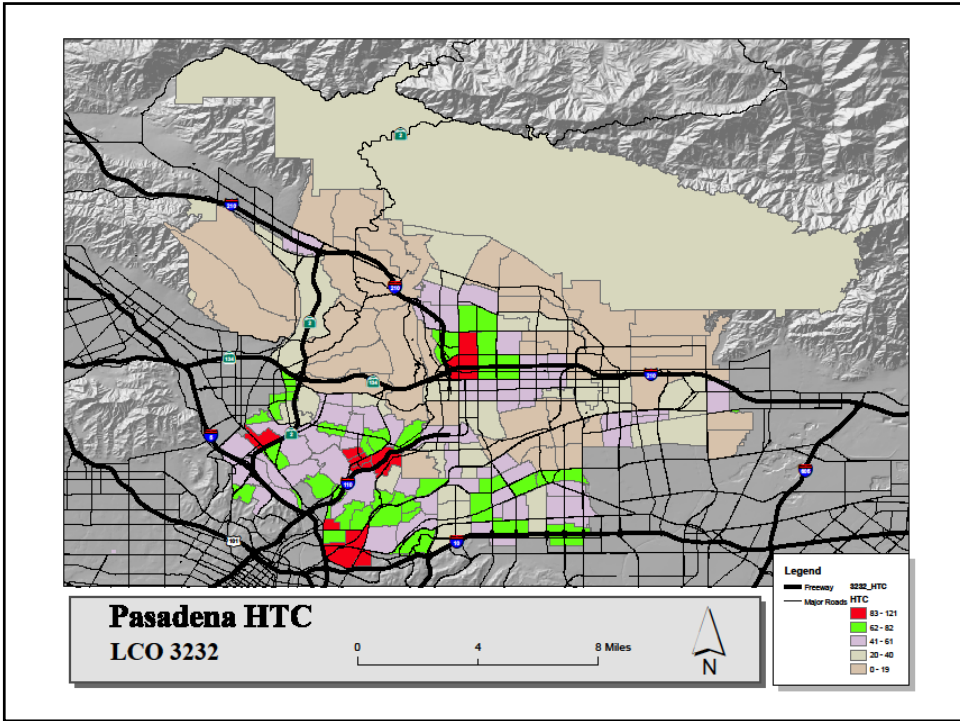 2
210
210
2
134
134
210
2
5
110
605
101
10
Legend
Freeway
Major Roads
3232_HTC
HTC
83 - 121
62 - 82
41 - 61
20 - 40
0 - 19
Pasadena HTC
LCO 3232
0 4 8 Miles
N